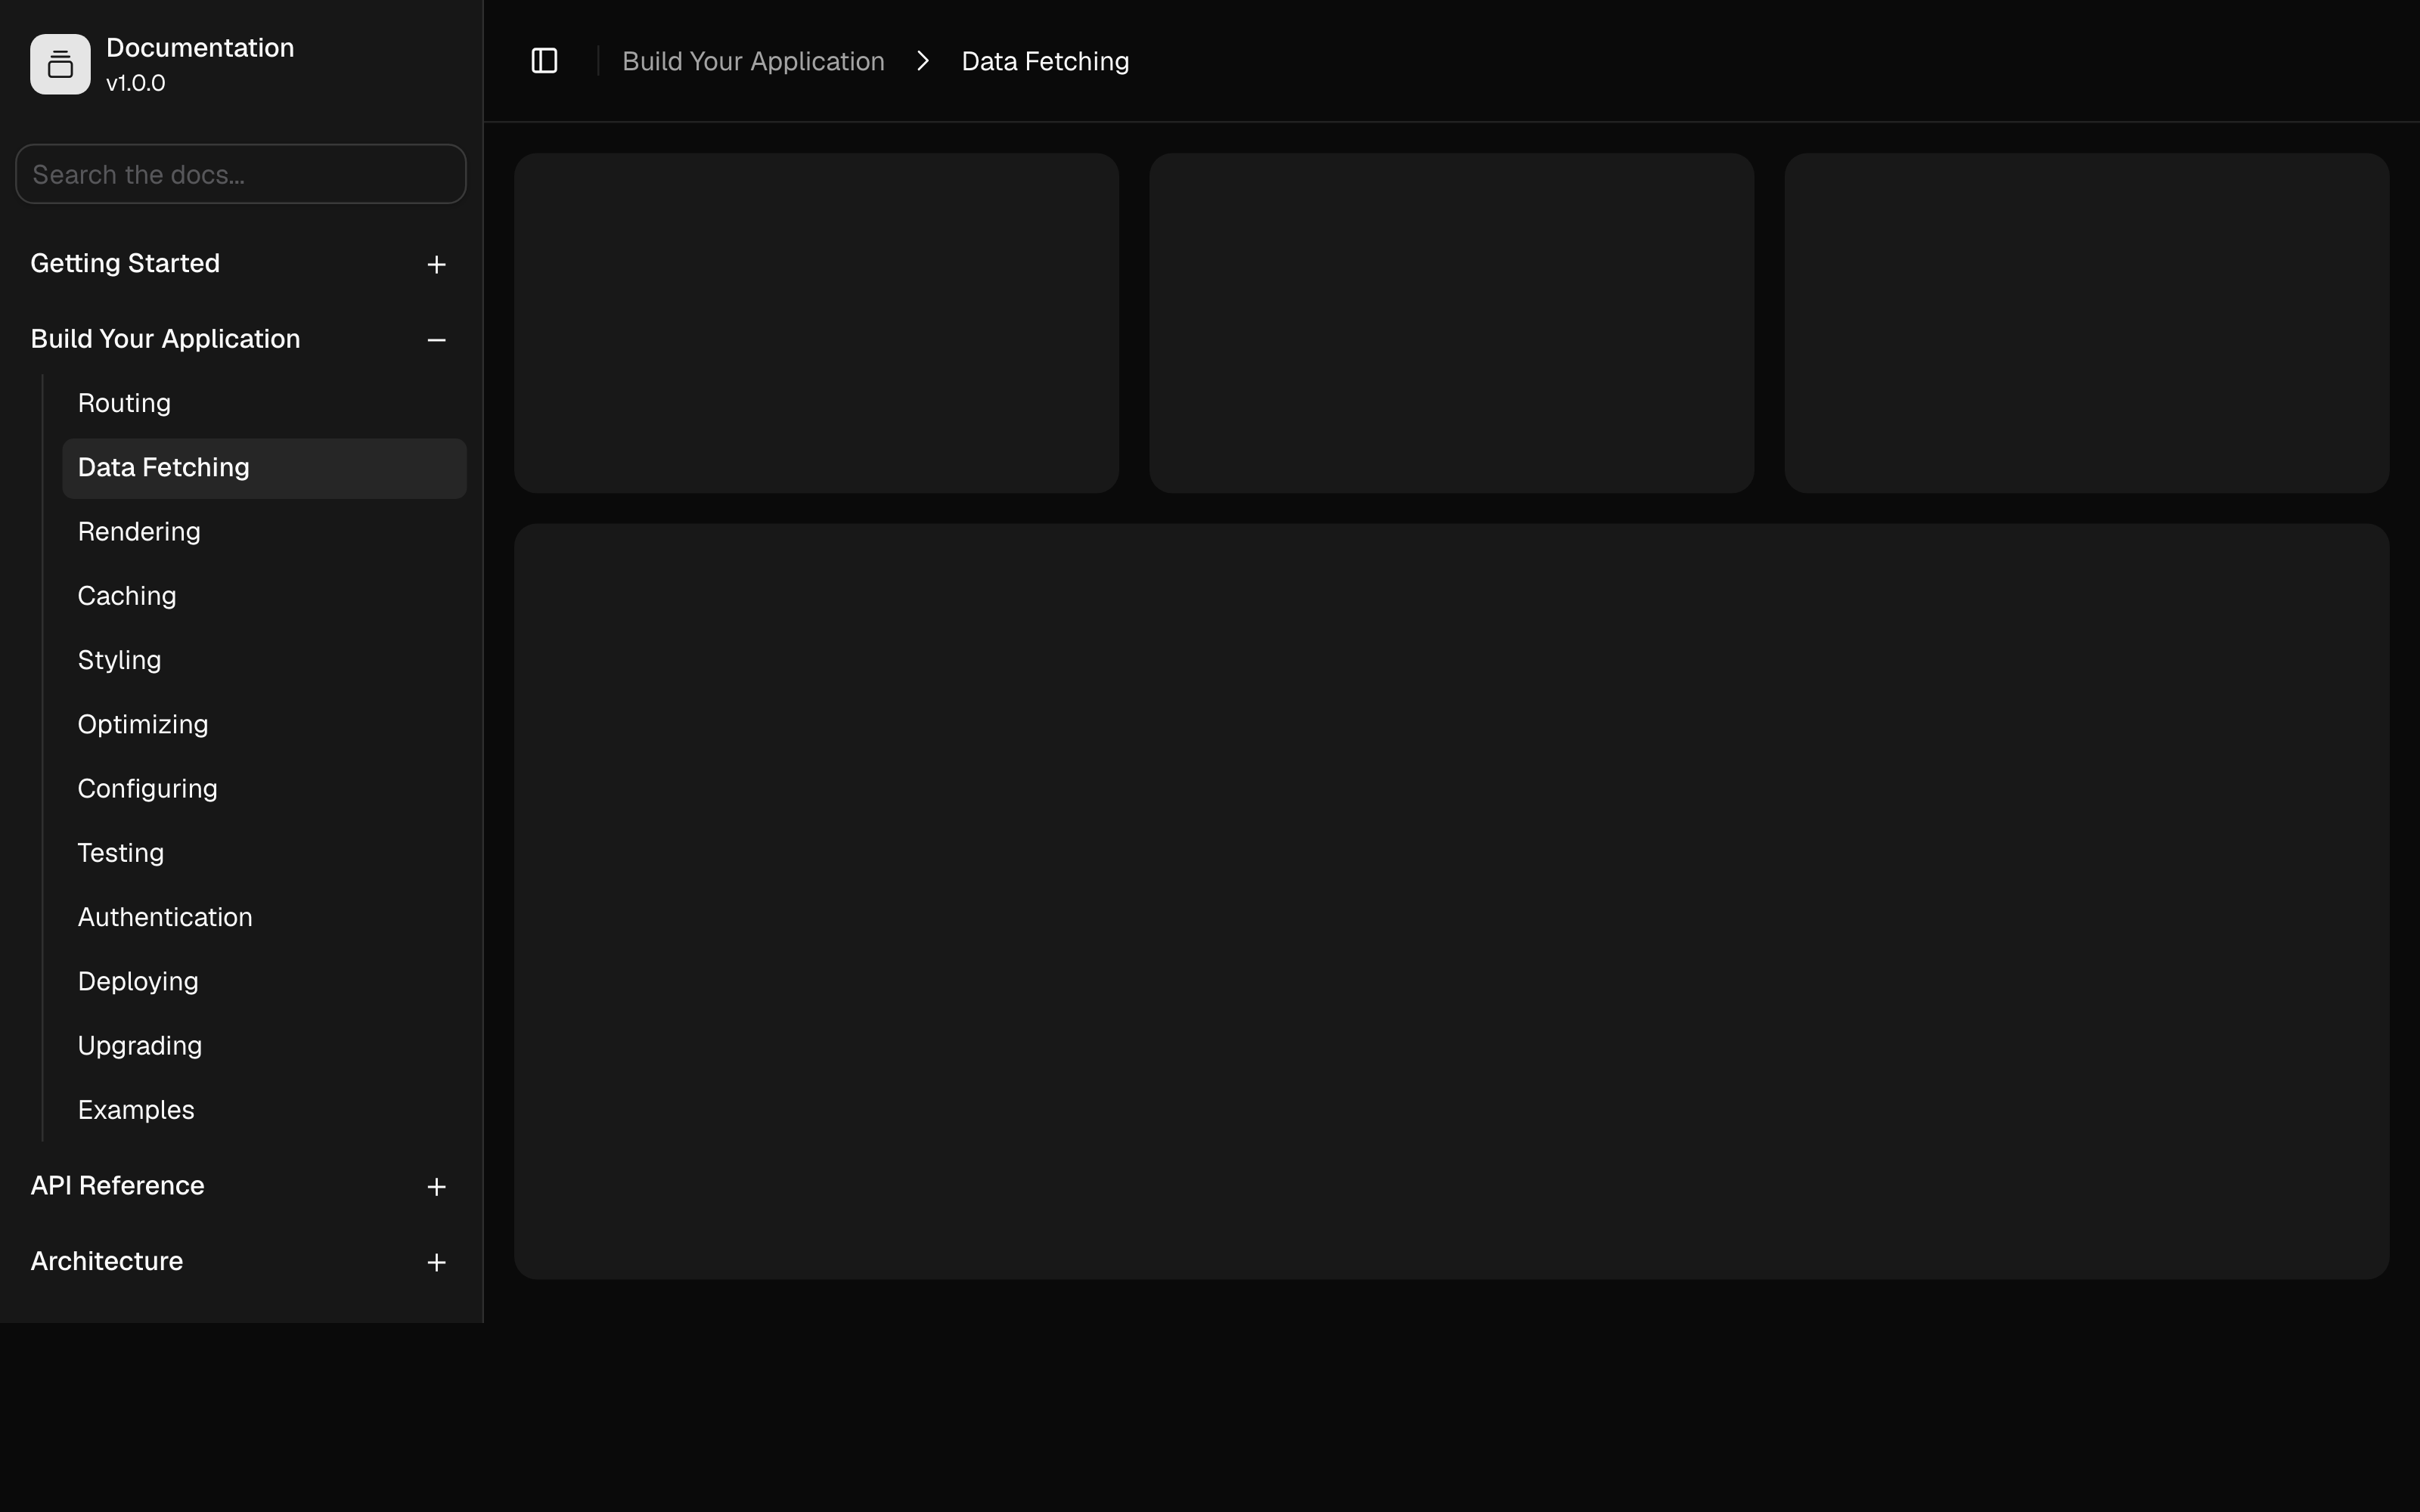 Documentation
v1.0.0
Search the docs...
Getting Started
Build Your Application
Routing
Data Fetching
Rendering
Caching
Styling
Optimizing
Configuring
Testing
Authentication
Deploying
Upgrading
Examples
API Reference
Architecture
Build Your Application > Data Fetching